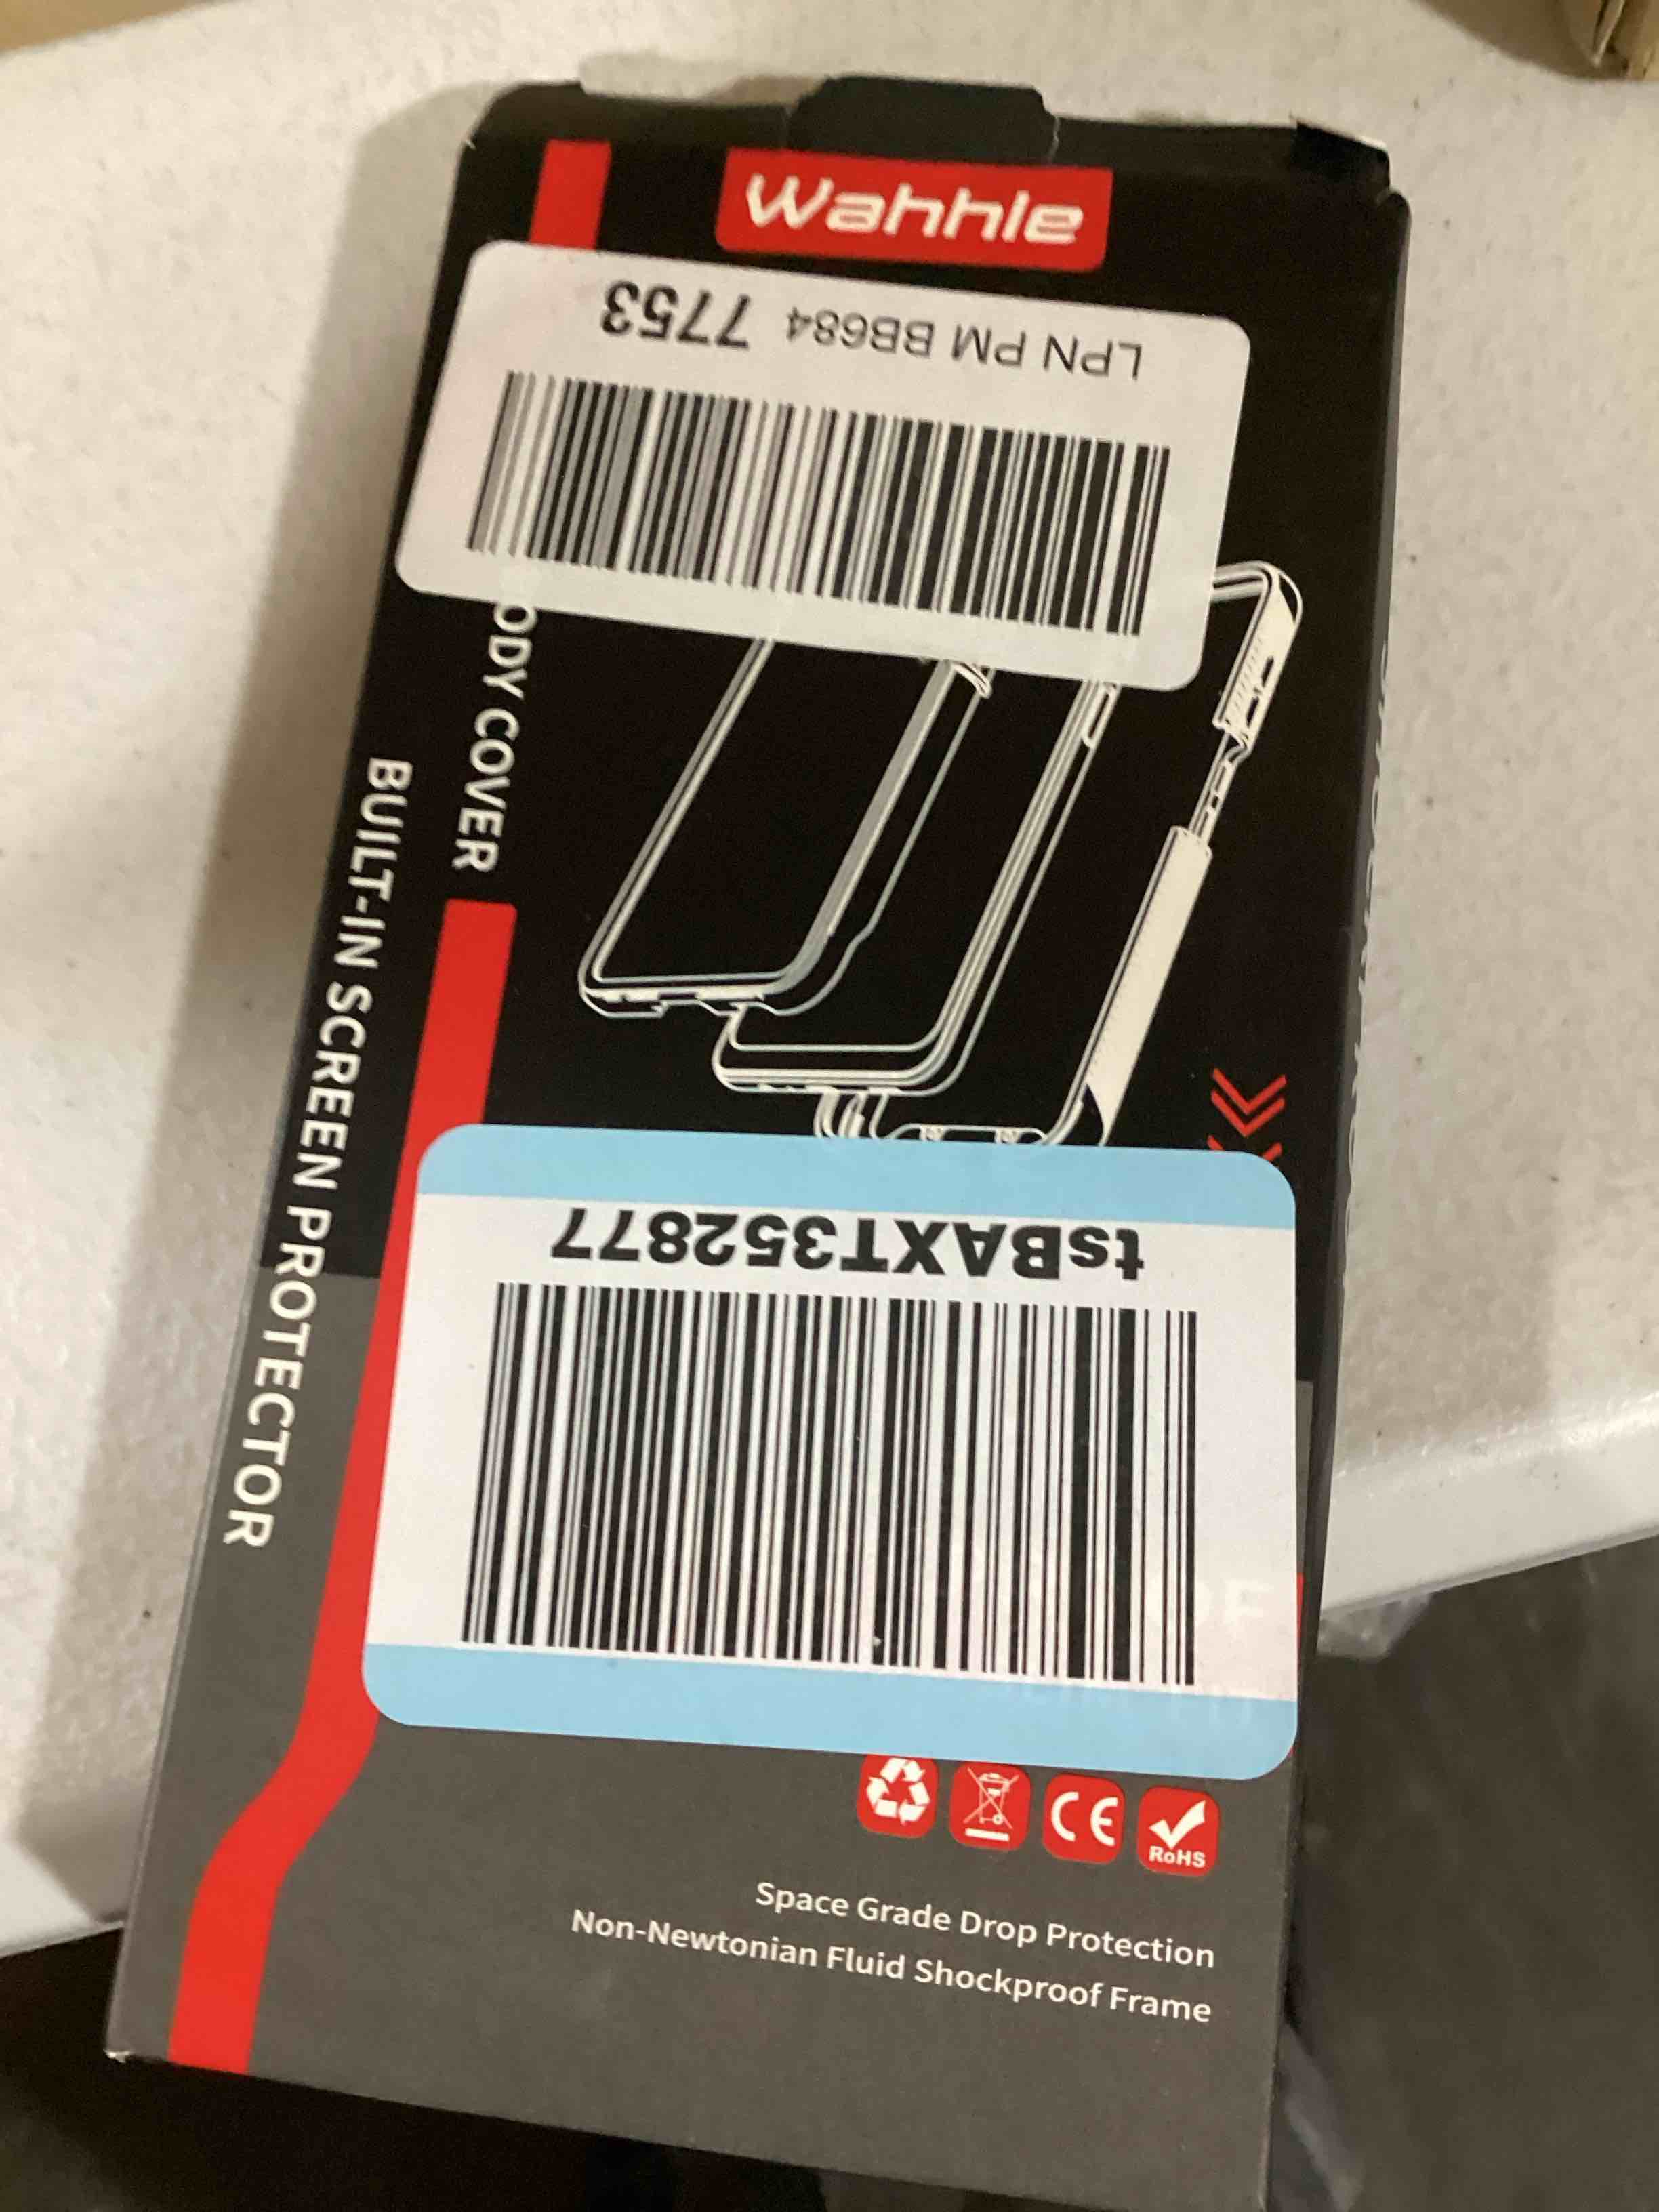 Wahhle
LPN PM BB684 7753
ODY COVER
BUILT-IN SCREEN PROTECTOR
tsBAXT352877
CE
RoHS
Space Grade Drop Protection
Non-Newtonian Fluid Shockproof Frame